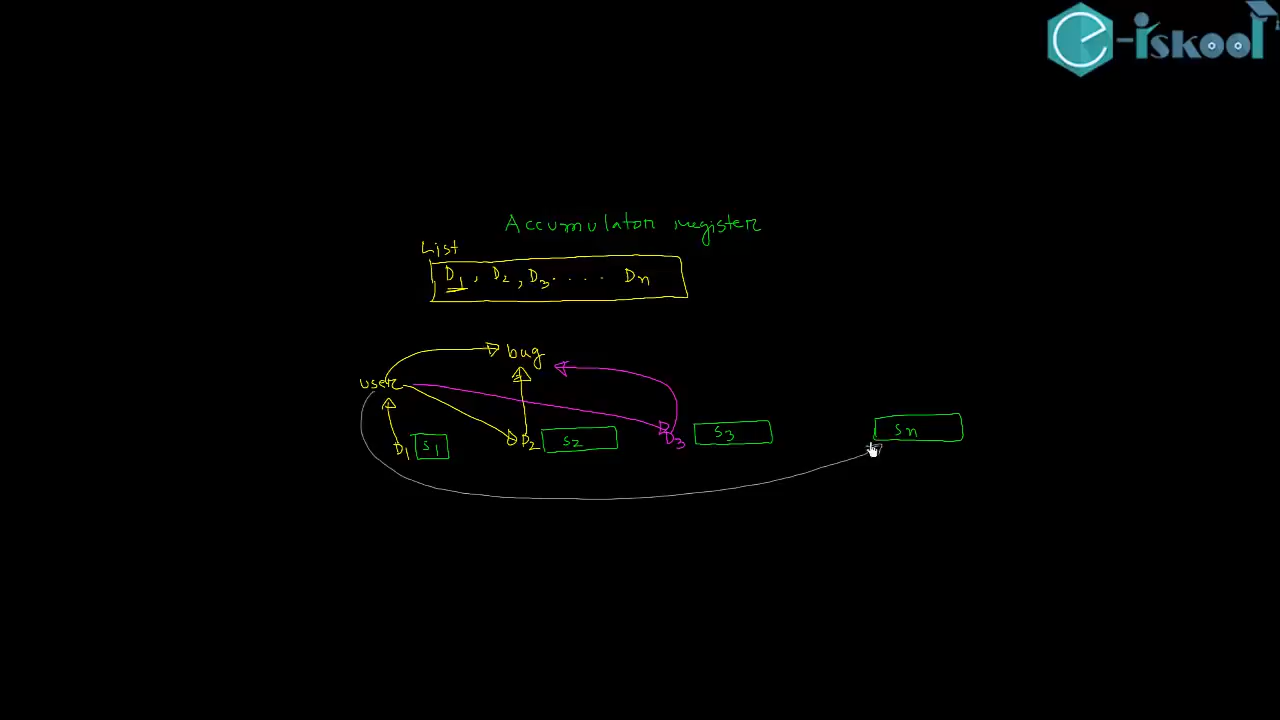 e-iskool
Accumulator register
List
D1, D2, D3 . . . . Dn
bug
user
D1 S1 D2 S2 D3 S3 Sn